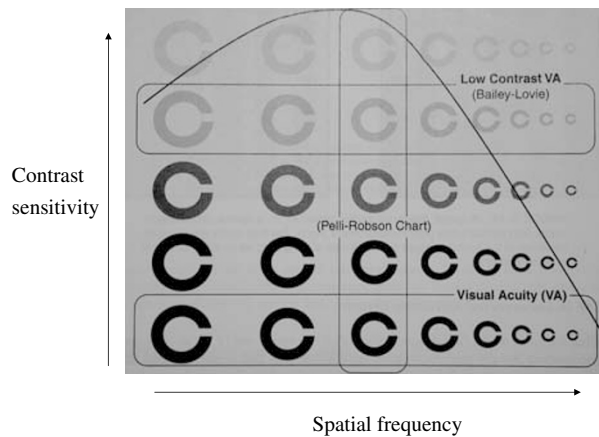 Low Contrast VA
(Bailey-Lovie)
Contrast
sensitivity
(Pelli-Robson Chart)
Visual Acuity (VA)
Spatial frequency